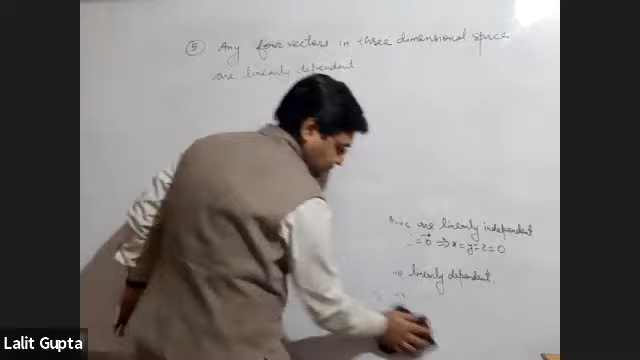 ⑤ Any four vectors in three dimensional space
are linearly dependent
are linearly independent
= 0⃗ ⇒ x = y = z = 0
linearly dependent.
Lalit Gupta